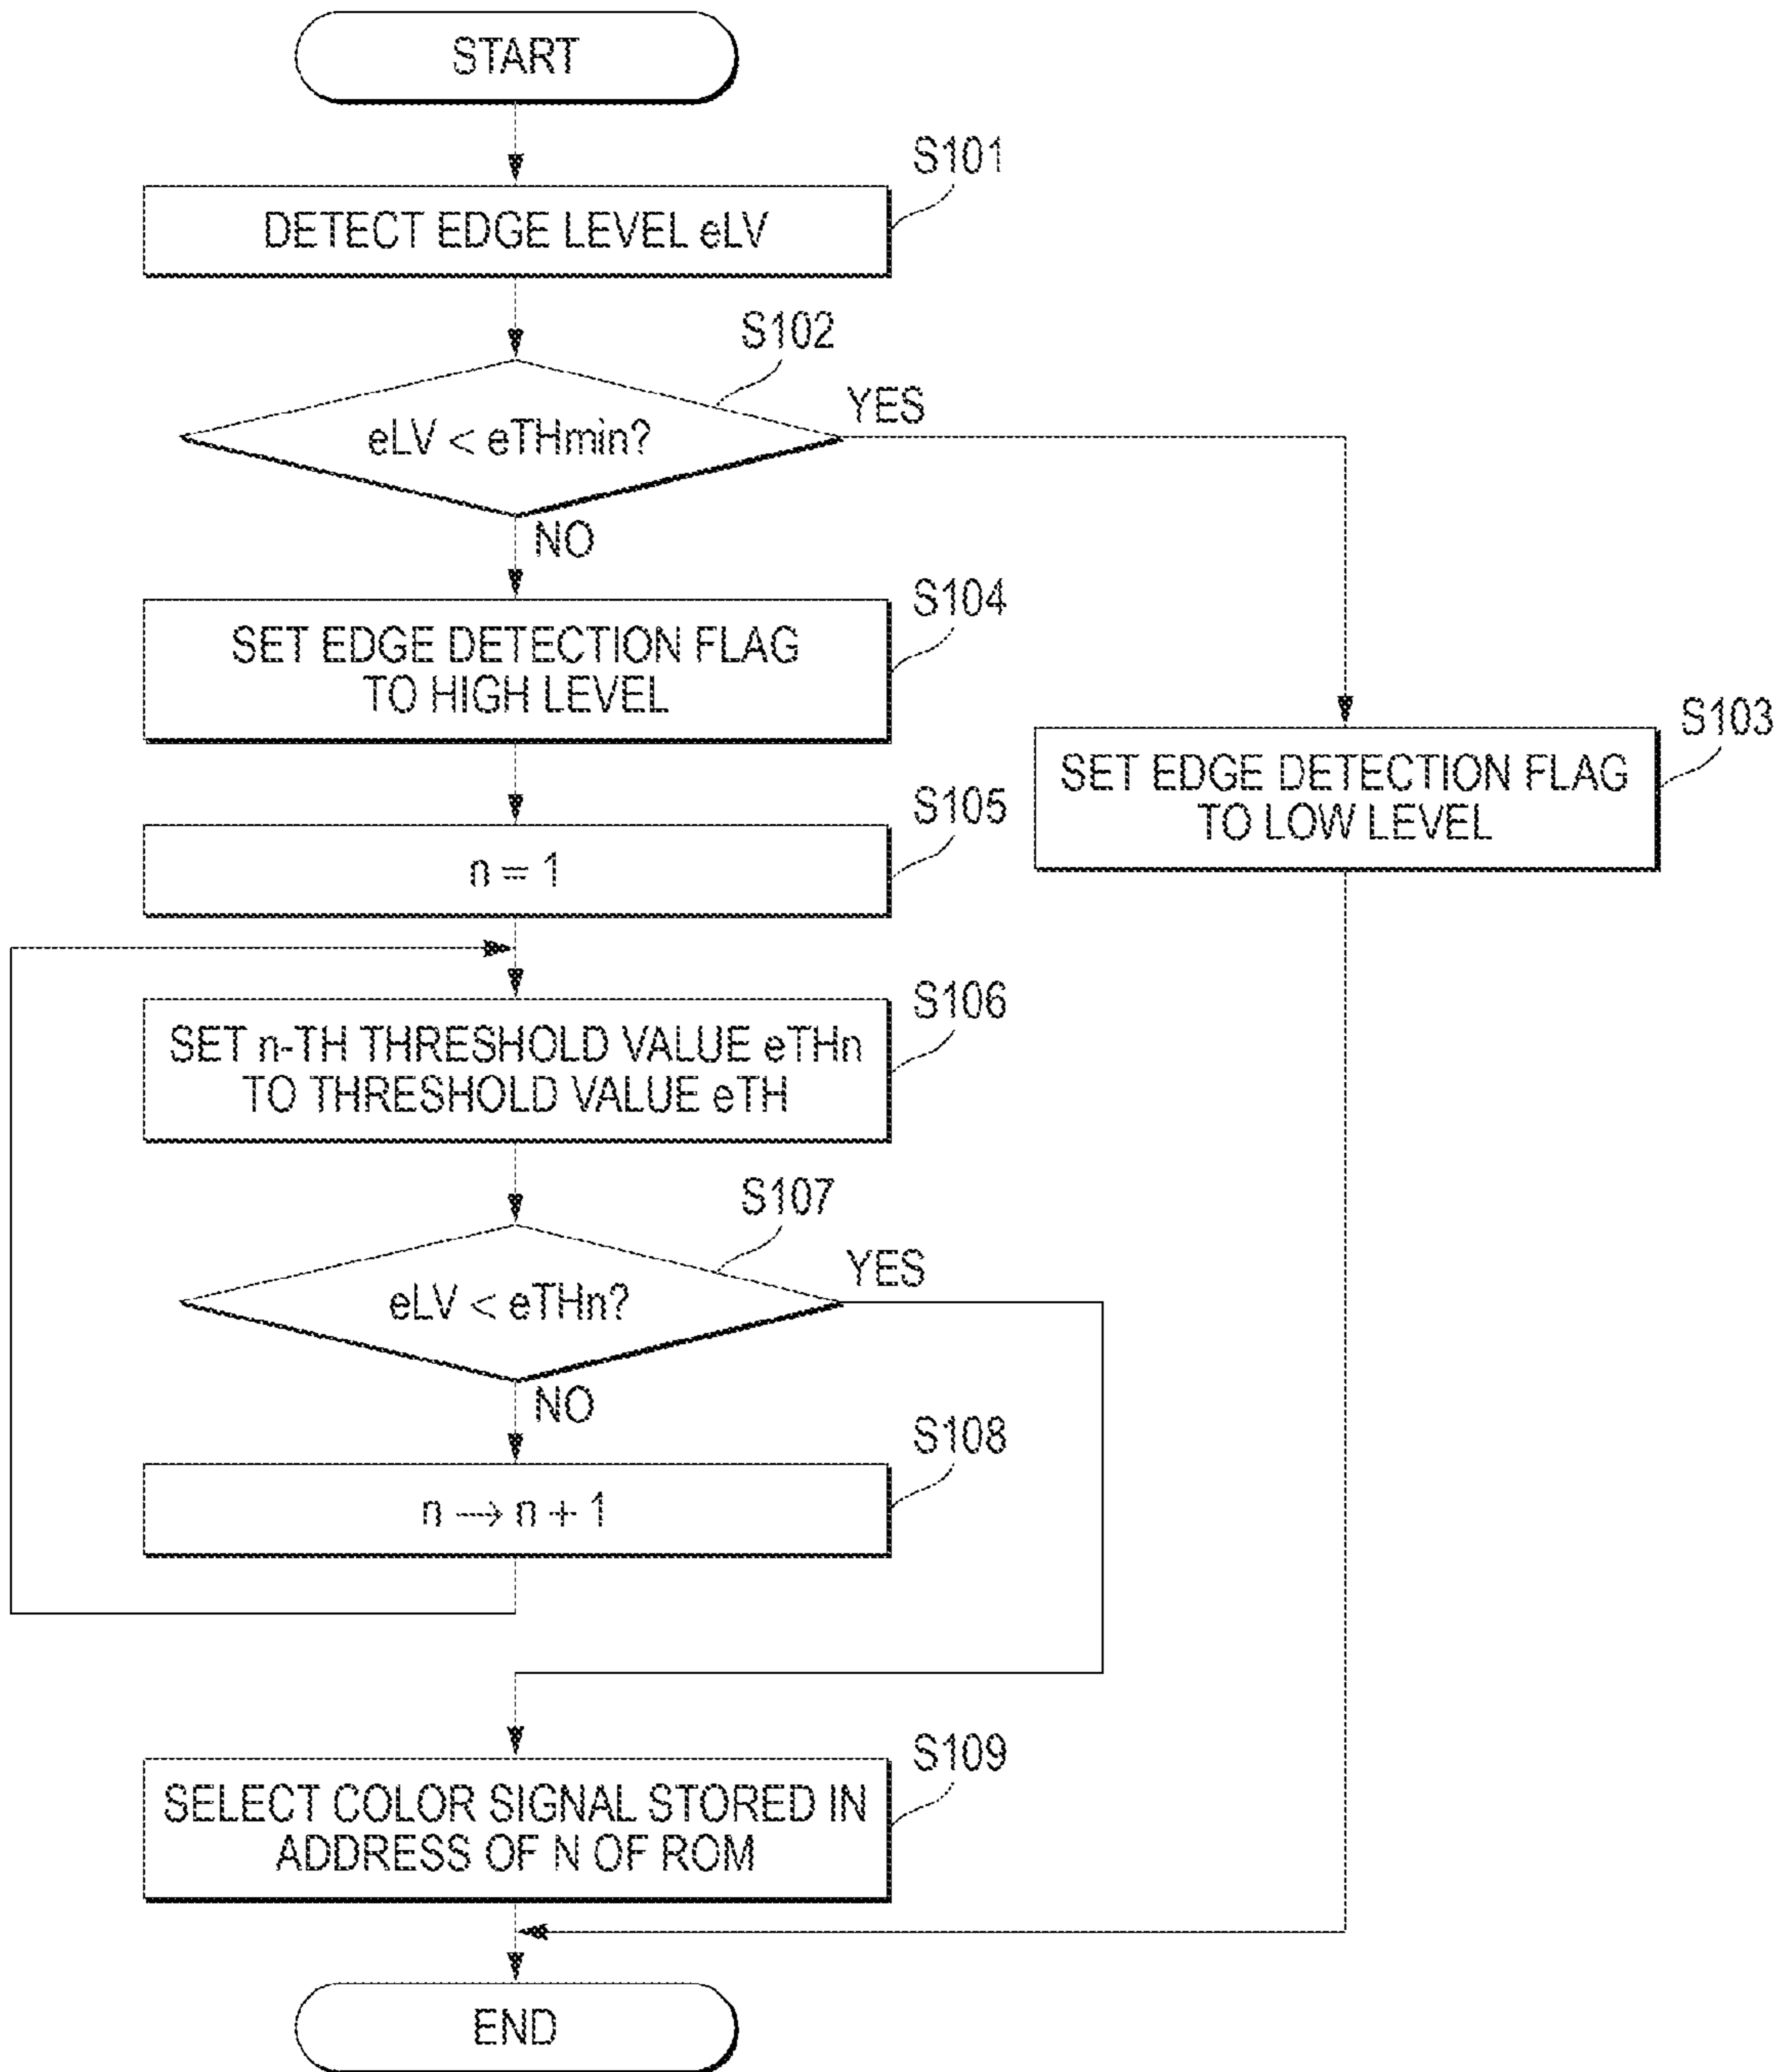 START
S101
DETECT EDGE LEVEL eLV
S102
eLV < eTHmin?
YES
NO
S104
SET EDGE DETECTION FLAG
TO HIGH LEVEL
S103
SET EDGE DETECTION FLAG
TO LOW LEVEL
S105
n = 1
S106
SET n-TH THRESHOLD VALUE eTHn
TO THRESHOLD VALUE eTH
S107
eLV < eTHn?
YES
NO
S108
n → n + 1
S109
SELECT COLOR SIGNAL STORED IN
ADDRESS OF N OF ROM
END